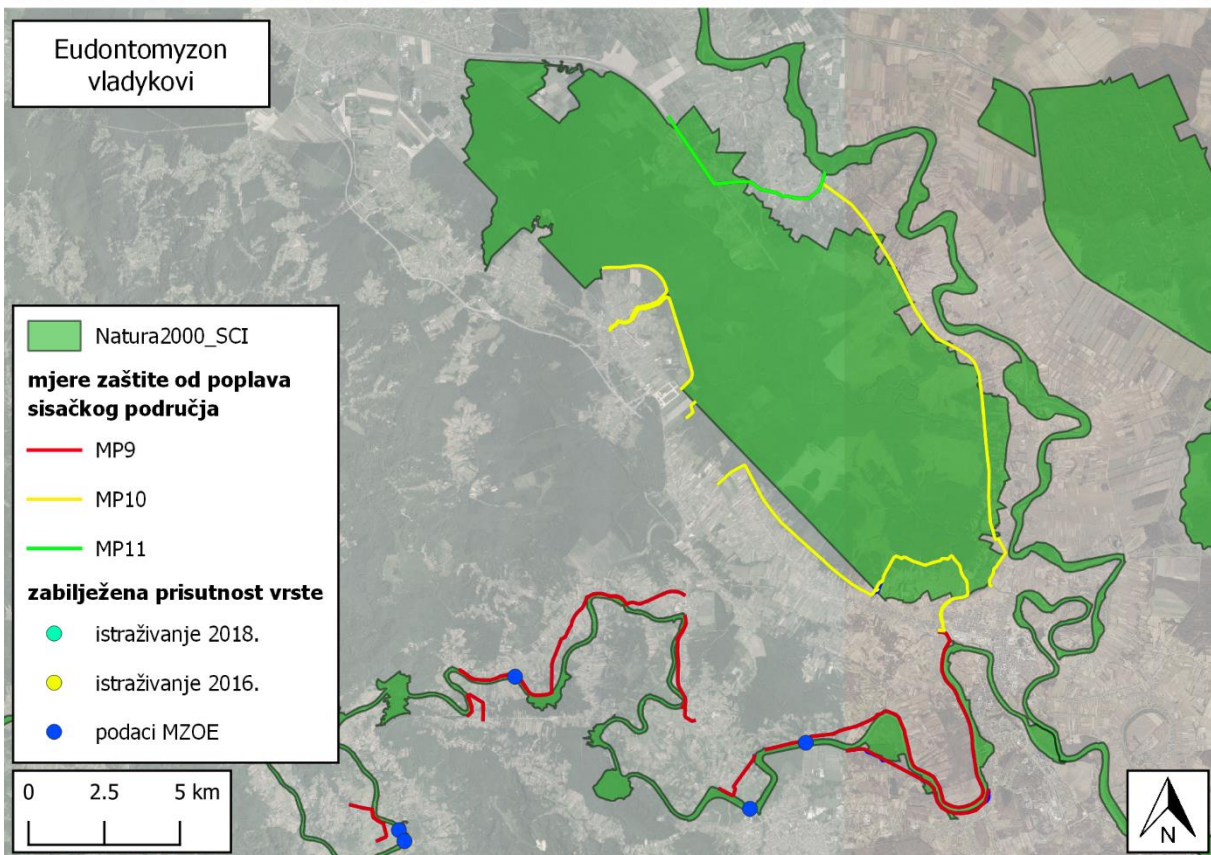 Eudontomyzon
vladykovi
Natura2000_SCI
mjere zaštite od poplava
sisačkog područja
MP9
MP10
MP11
zabilježena prisutnost vrste
istraživanje 2018.
istraživanje 2016.
podaci MZOE
0 2.5 5 km
N